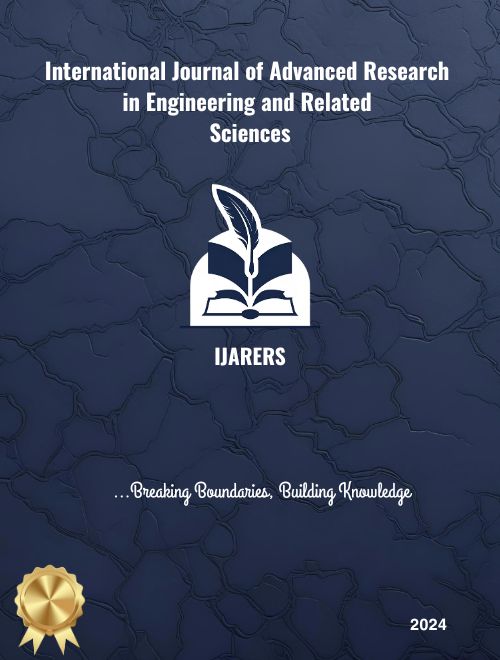 International Journal of Advanced Research
in Engineering and Related
Sciences
IJARERS
...Breaking Boundaries, Building Knowledge
2024